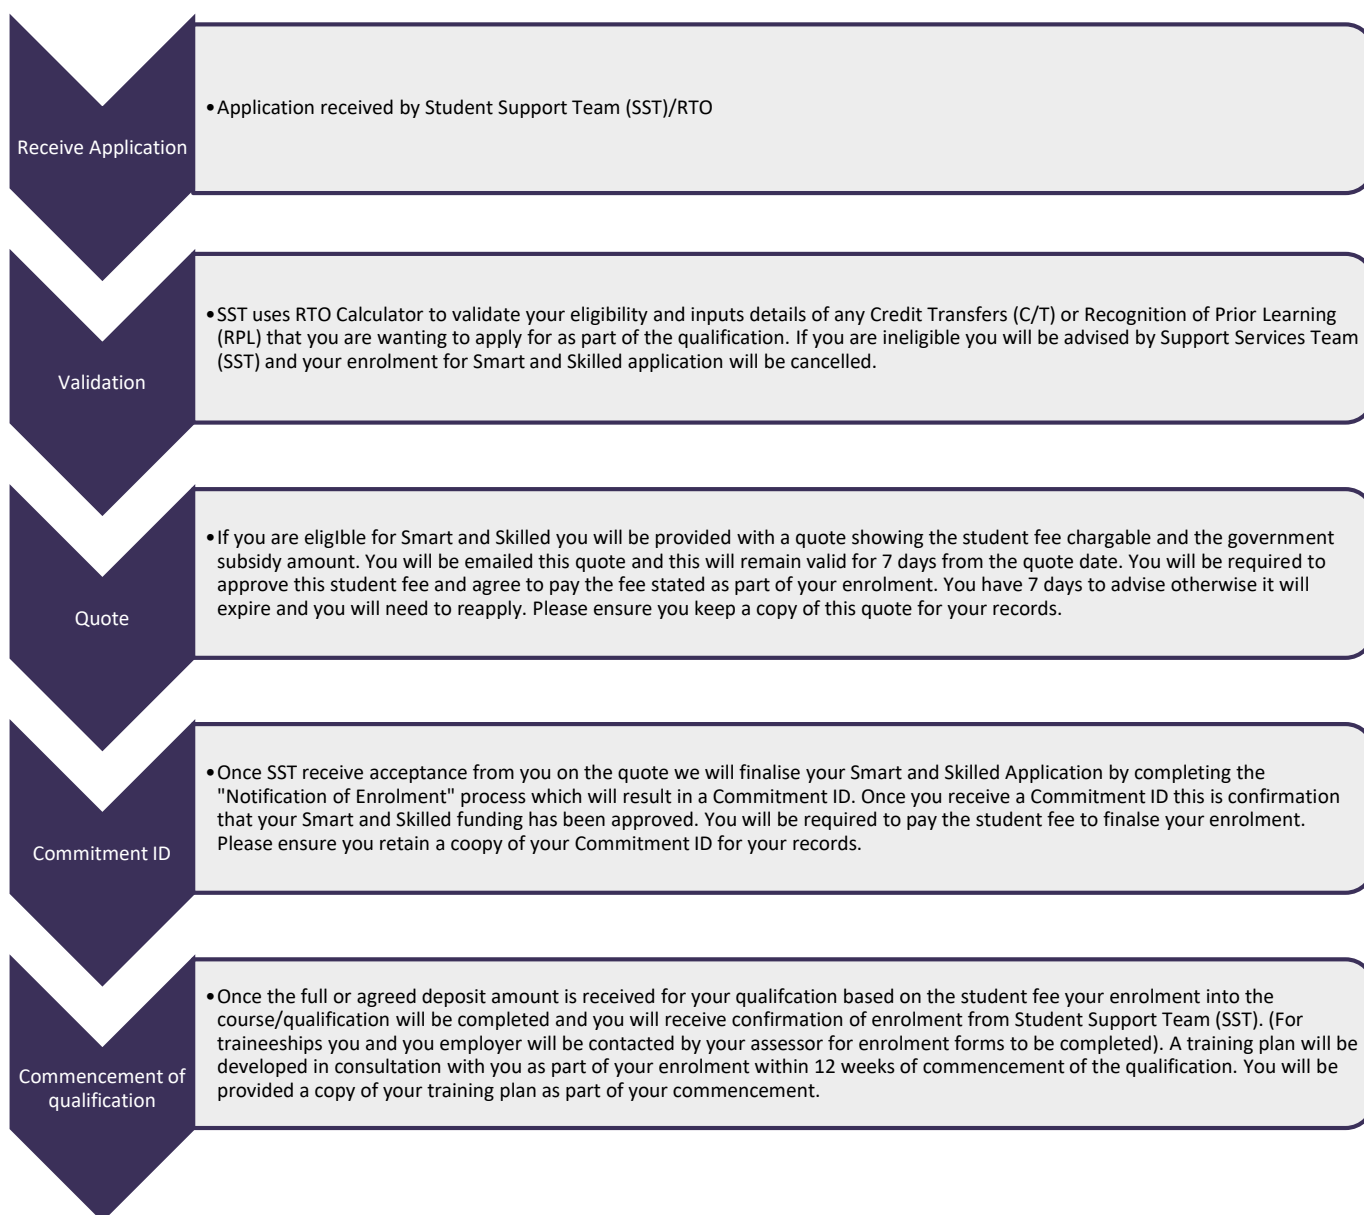 Receive Application
•Application received by Student Support Team (SST)/RTO
Validation
•SST uses RTO Calculator to validate your eligibility and inputs details of any Credit Transfers (C/T) or Recognition of Prior Learning
(RPL) that you are wanting to apply for as part of the qualification. If you are ineligible you will be advised by Support Services Team
(SST) and your enrolment for Smart and Skilled application will be cancelled.
Quote
•If you are eligIble for Smart and Skilled you will be provided with a quote showing the student fee chargable and the government
subsidy amount. You will be emailed this quote and this will remain valid for 7 days from the quote date. You will be required to
approve this student fee and agree to pay the fee stated as part of your enrolment. You have 7 days to advise otherwise it will
expire and you will need to reapply. Please ensure you keep a copy of this quote for your records.
Commitment ID
•Once SST receive acceptance from you on the quote we will finalise your Smart and Skilled Application by completing the
"Notification of Enrolment" process which will result in a Commitment ID. Once you receive a Commitment ID this is confirmation
that your Smart and Skilled funding has been approved. You will be required to pay the student fee to finalse your enrolment.
Please ensure you retain a coopy of your Commitment ID for your records.
Commencement of
qualification
•Once the full or agreed deposit amount is received for your qualifcation based on the student fee your enrolment into the
course/qualification will be completed and you will receive confirmation of enrolment from Student Support Team (SST). (For
traineeships you and you employer will be contacted by your assessor for enrolment forms to be completed). A training plan will be
developed in consultation with you as part of your enrolment within 12 weeks of commencement of the qualification. You will be
provided a copy of your training plan as part of your commencement.